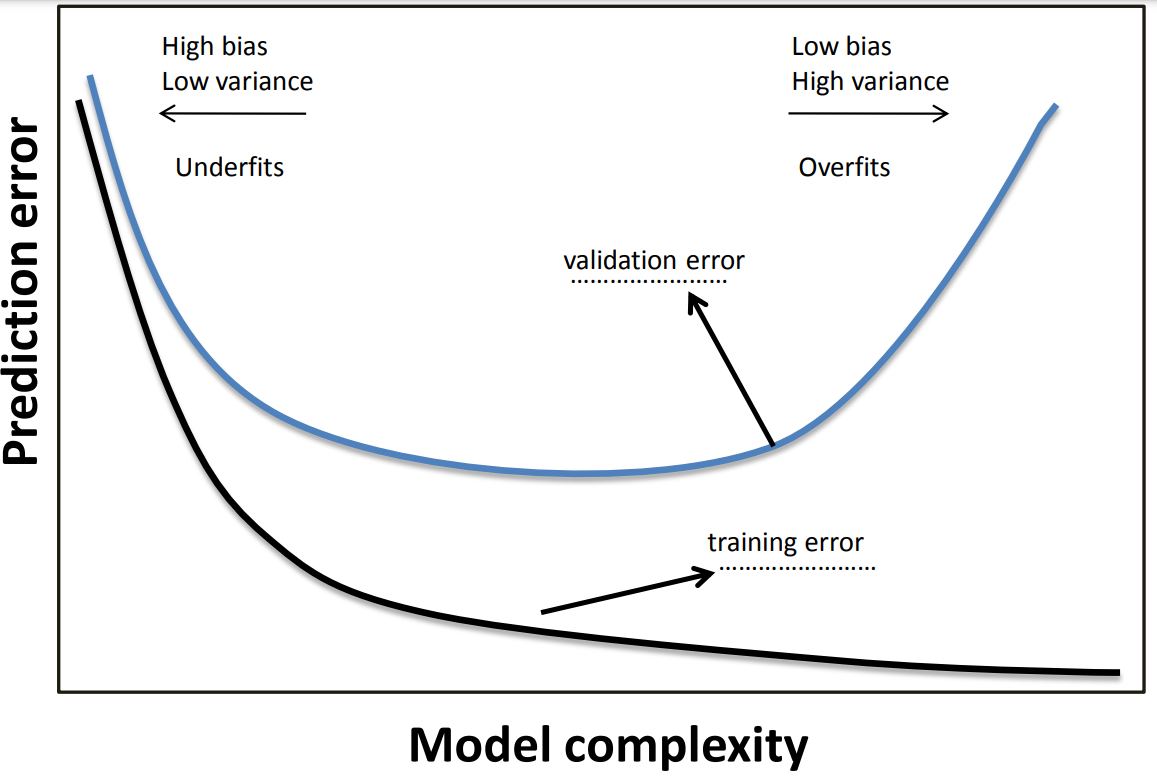 High bias
Low variance
Underfits
Low bias
High variance
Overfits
validation error
........................
training error
........................
Prediction error
Model complexity